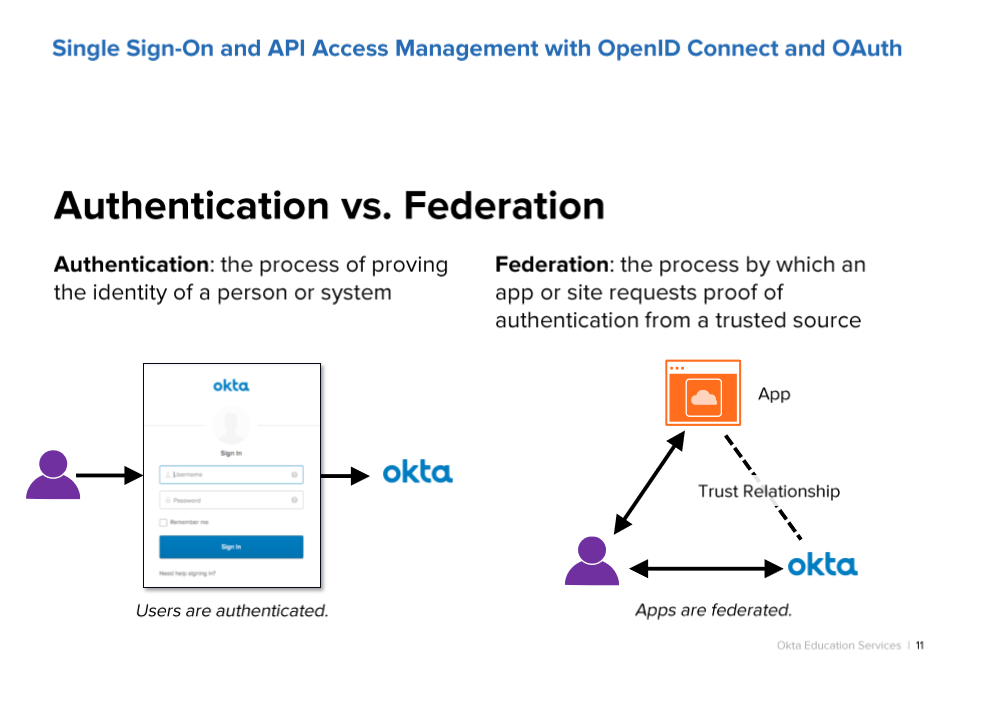 Single Sign-On and API Access Management with OpenID Connect and OAuth
Authentication vs. Federation
Authentication: the process of proving
the identity of a person or system
Federation: the process by which an
app or site requests proof of
authentication from a trusted source
okta
Sign In
Username
Password
Remember me
Sign In
Need help signing in?
okta
Users are authenticated.
App
Trust Relationship
okta
Apps are federated.
Okta Education Services | 11